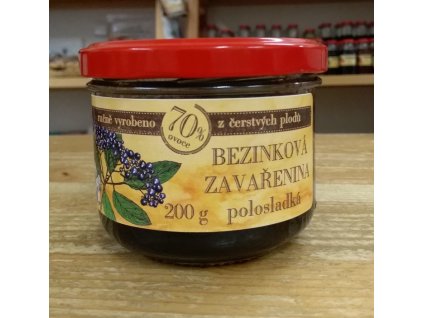 ručně vyrobeno
70%
ovoce
z čerstvých plodů
BEZINKOVÁ
ZAVAŘENINA
200 g
polosladká